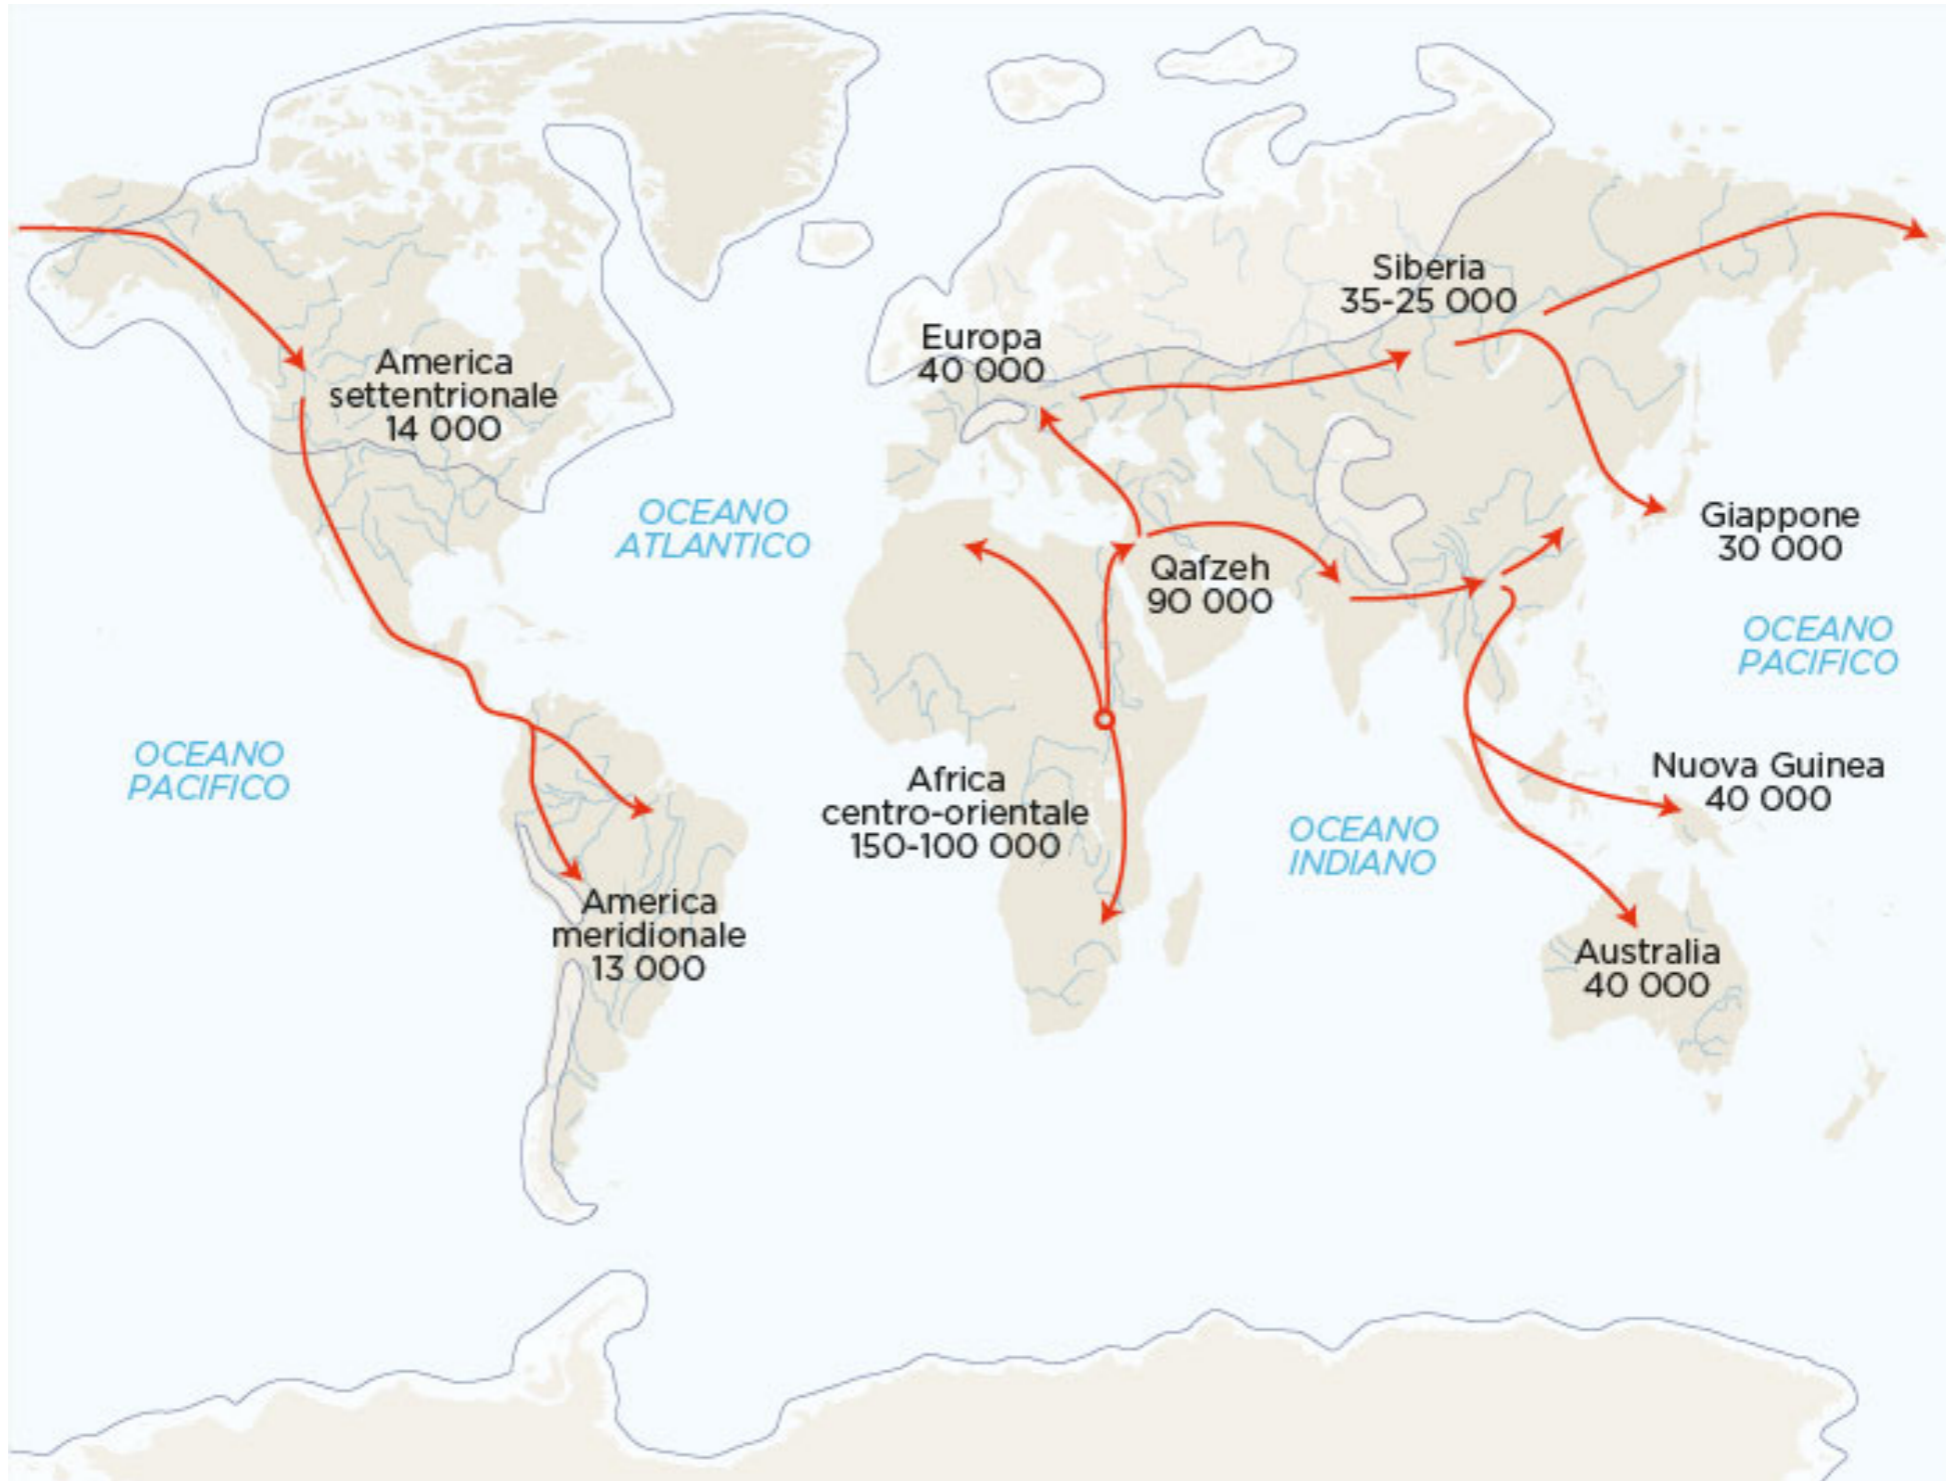 Siberia
35-25 000
Europa
40 000
America
settentrionale
14 000
OCEANO
ATLANTICO
Giappone
30 000
Qafzeh
90 000
OCEANO
PACIFICO
OCEANO
PACIFICO
Nuova Guinea
40 000
Africa
centro-orientale
150-100 000
OCEANO
INDIANO
America
meridionale
13 000
Australia
40 000